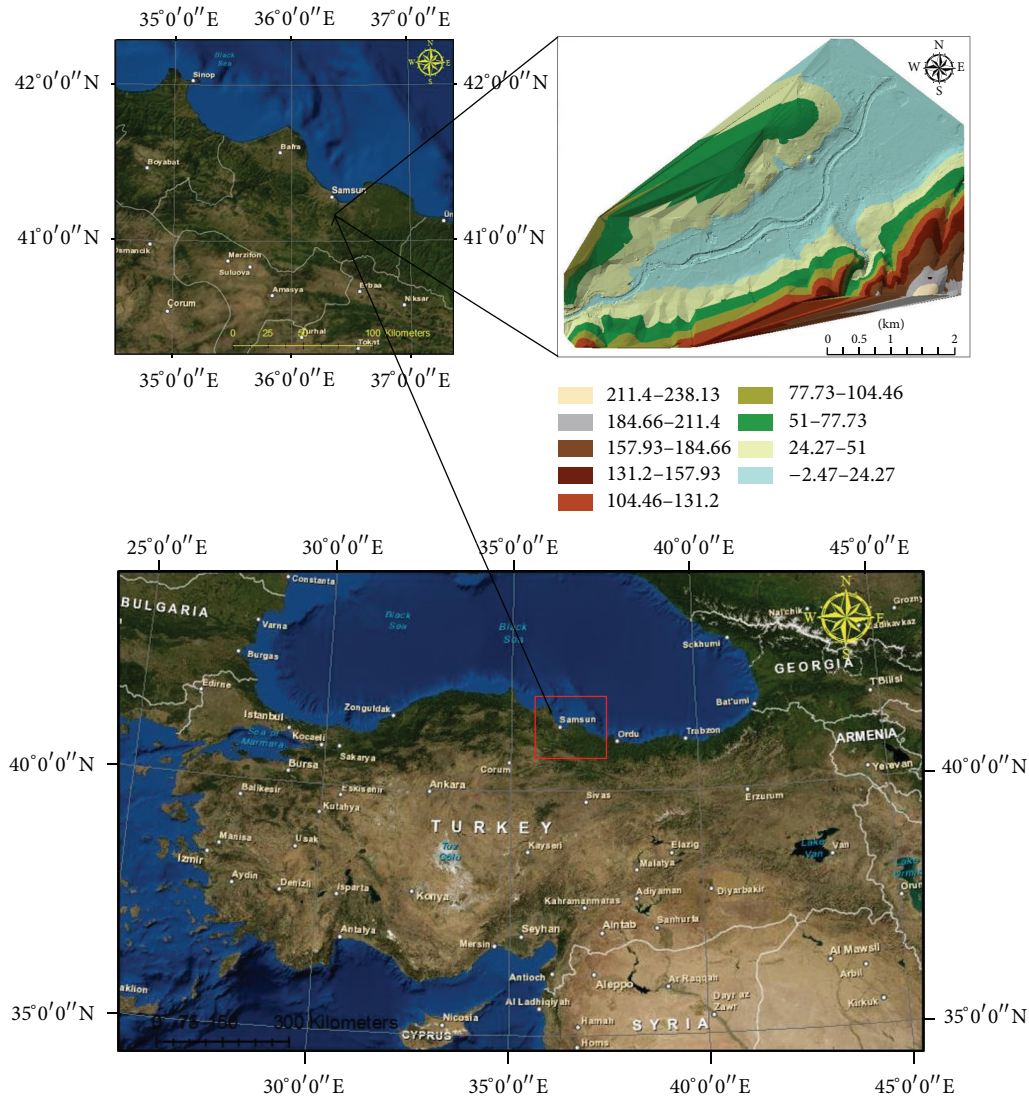 35°0′0″E 36°0′0″E 37°0′0″E
42°0′0″N
41°0′0″N
Black
Sea
N
W E
S
Sinop
Bafra
Boyabat
Samsun
Merzifon
Suluova
Amasya
Erbaa
Niksar
Çorum
Tokat
0 25 50 100 Kilometers
42°0′0″N
41°0′0″N
35°0′0″E 36°0′0″E 37°0′0″E
N
W E
S
(km)
0 0.5 1 2
211.4–238.13
184.66–211.4
157.93–184.66
131.2–157.93
104.46–131.2
77.73–104.46
51–77.73
24.27–51
−2.47–24.27
25°0′0″E 30°0′0″E 35°0′0″E 40°0′0″E 45°0′0″E
Constanta
BULGARIA
Varna
Burgas
Edirne
Black
Sea
Black
Sea
Nal'chik
Grozny
N
W E
S
Sckhumi
GEORGIA
T'Bilisi
Bat'umi
Zonguldak
Istanbul
Kocaeli
Sea of
Marmara
Sakarya
Samsun
Ordu
Trabzon
ARMENIA
Yerevan
40°0′0″N
40°0′0″N
Bursa
Corum
Balikesir
Eskisehir
Ankara
Sivas
Erzurum
Kutahya
TURKEY
Manisa
Usak
Tuz
Golu
Kayseri
Elazig
Lake
Van
Van
Izmir
Malatya
Lake
Aydin
Denizli
Isparta
Konya
Adiyaman
Diyarbakir
Kahramanmaras
Antalya
Seyhan
Aintab
Sanliurfa
Mersin
Al Mawsil
Antioch
Aleppo
Ar Raqqah
Arbil
Al Ladhiqiyah
Dayr az
Zawr
Kirkuk
35°0′0″N
35°0′0″N
0 75 150 300 Kilometers
Nicosia
CYPRUS
Hamah
Homs
SYRIA
30°0′0″E 35°0′0″E 40°0′0″E 45°0′0″E